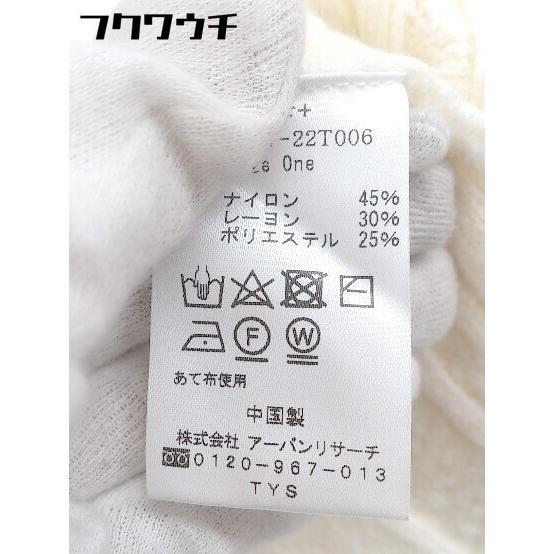 フクワウチ
-22T006
One
ナイロン 45%
レーヨン 30%
ポリエステル 25%
F W
あて布使用
中国製
株式会社 アーバンリサーチ
0120-967-013
TYS